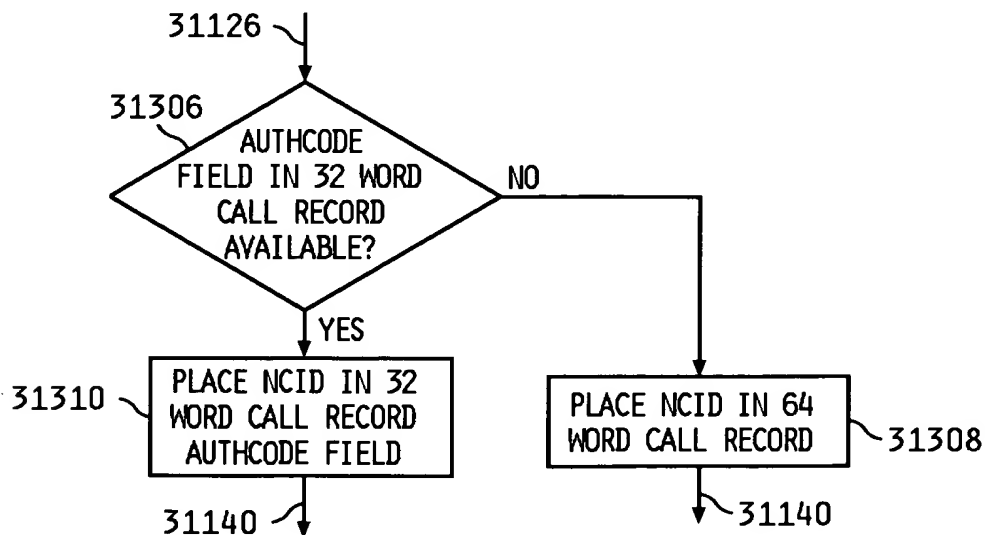 31126
31306
AUTHCODE
FIELD IN 32 WORD
CALL RECORD
AVAILABLE?
NO
YES
31310
PLACE NCID IN 32
WORD CALL RECORD
AUTHCODE FIELD
PLACE NCID IN 64
WORD CALL RECORD
31308
31140
31140